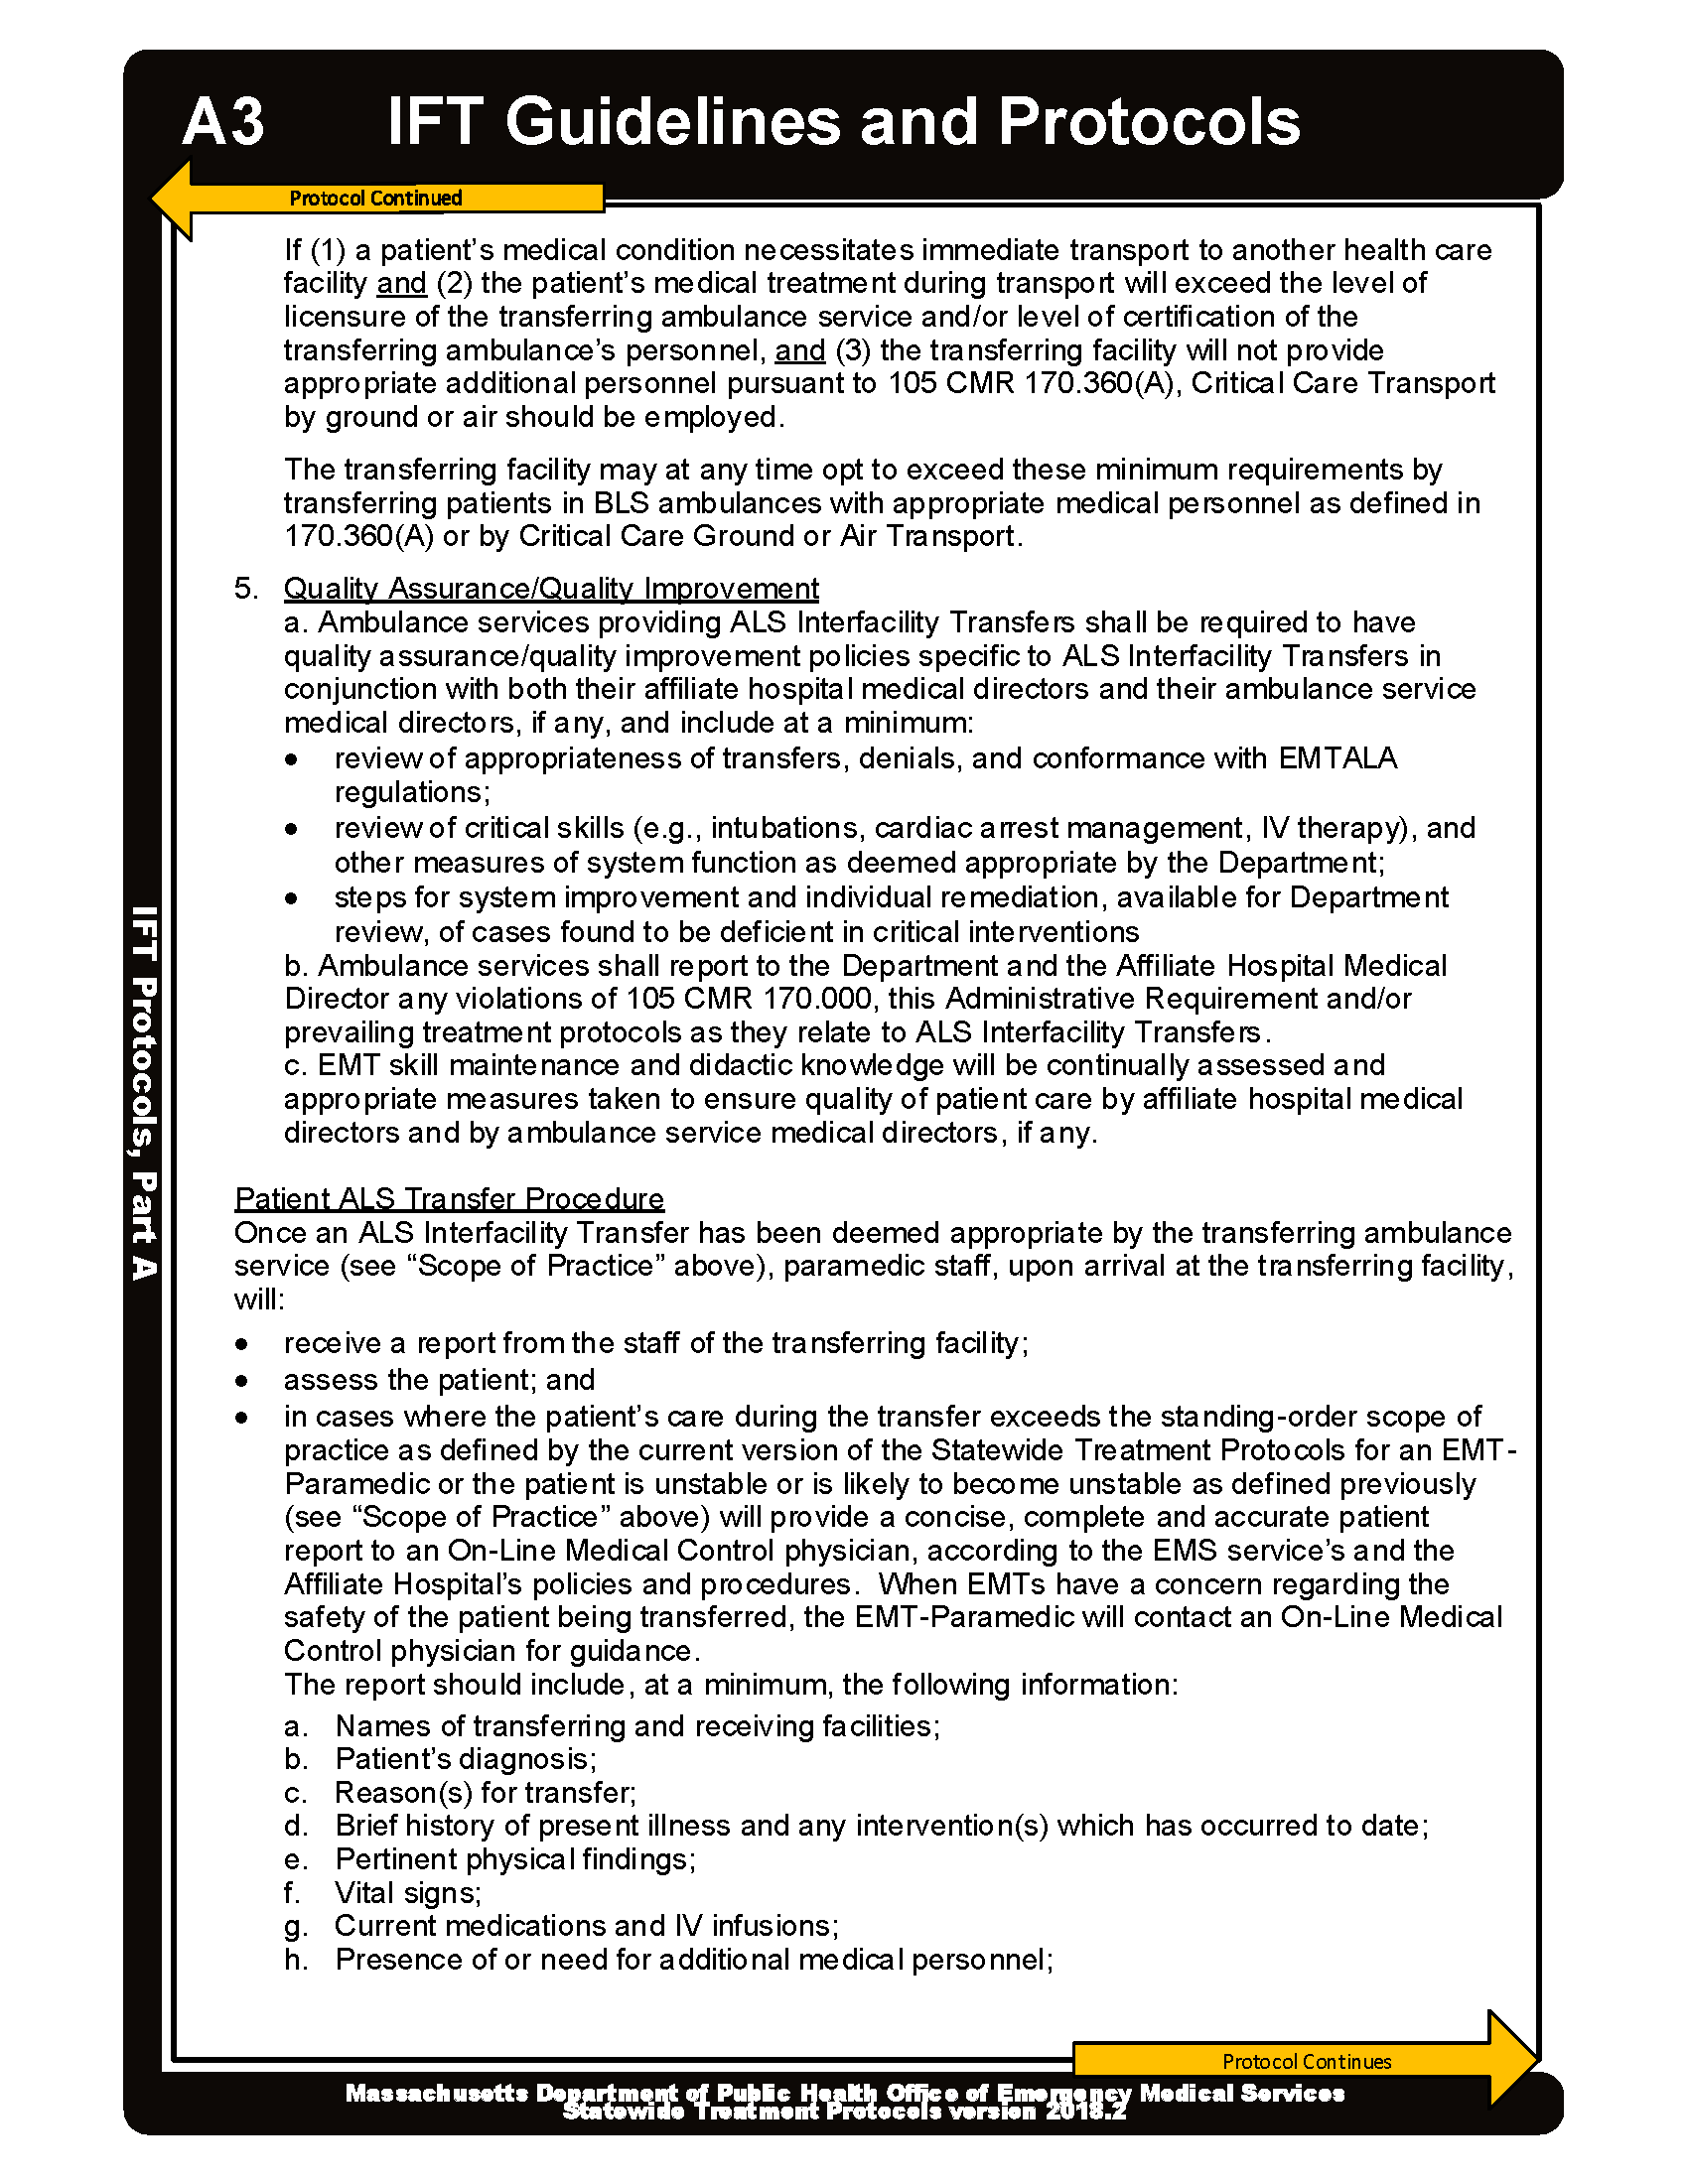 A3 IFT Guidelines and Protocols
Protocol Continued
If (1) a patient’s medical condition necessitates immediate transport to another health care
facility and (2) the patient’s medical treatment during transport will exceed the level of
licensure of the transferring ambulance service and/or level of certification of the
transferring ambulance’s personnel, and (3) the transferring facility will not provide
appropriate additional personnel pursuant to 105 CMR 170.360(A), Critical Care Transport
by ground or air should be employed.
The transferring facility may at any time opt to exceed these minimum requirements by
transferring patients in BLS ambulances with appropriate medical personnel as defined in
170.360(A) or by Critical Care Ground or Air Transport.
5. Quality Assurance/Quality Improvement
a. Ambulance services providing ALS Interfacility Transfers shall be required to have
quality assurance/quality improvement policies specific to ALS Interfacility Transfers in
conjunction with both their affiliate hospital medical directors and their ambulance service
medical directors, if any, and include at a minimum:
• review of appropriateness of transfers, denials, and conformance with EMTALA
regulations;
• review of critical skills (e.g., intubations, cardiac arrest management, IV therapy), and
other measures of system function as deemed appropriate by the Department;
• steps for system improvement and individual remediation, available for Department
review, of cases found to be deficient in critical interventions
b. Ambulance services shall report to the Department and the Affiliate Hospital Medical
Director any violations of 105 CMR 170.000, this Administrative Requirement and/or
prevailing treatment protocols as they relate to ALS Interfacility Transfers.
c. EMT skill maintenance and didactic knowledge will be continually assessed and
appropriate measures taken to ensure quality of patient care by affiliate hospital medical
directors and by ambulance service medical directors, if any.
Patient ALS Transfer Procedure
Once an ALS Interfacility Transfer has been deemed appropriate by the transferring ambulance
service (see “Scope of Practice” above), paramedic staff, upon arrival at the transferring facility,
will:
• receive a report from the staff of the transferring facility;
• assess the patient; and
• in cases where the patient’s care during the transfer exceeds the standing-order scope of
practice as defined by the current version of the Statewide Treatment Protocols for an EMT-
Paramedic or the patient is unstable or is likely to become unstable as defined previously
(see “Scope of Practice” above) will provide a concise, complete and accurate patient
report to an On-Line Medical Control physician, according to the EMS service’s and the
Affiliate Hospital’s policies and procedures. When EMTs have a concern regarding the
safety of the patient being transferred, the EMT-Paramedic will contact an On-Line Medical
Control physician for guidance.
The report should include, at a minimum, the following information:
a. Names of transferring and receiving facilities;
b. Patient’s diagnosis;
c. Reason(s) for transfer;
d. Brief history of present illness and any intervention(s) which has occurred to date;
e. Pertinent physical findings;
f. Vital signs;
g. Current medications and IV infusions;
h. Presence of or need for additional medical personnel;
IFT Protocols, Part A
Protocol Continues
Massachusetts Department of Public Health Office of Emergency Medical Services
Statewide Treatment Protocols version 2018.2